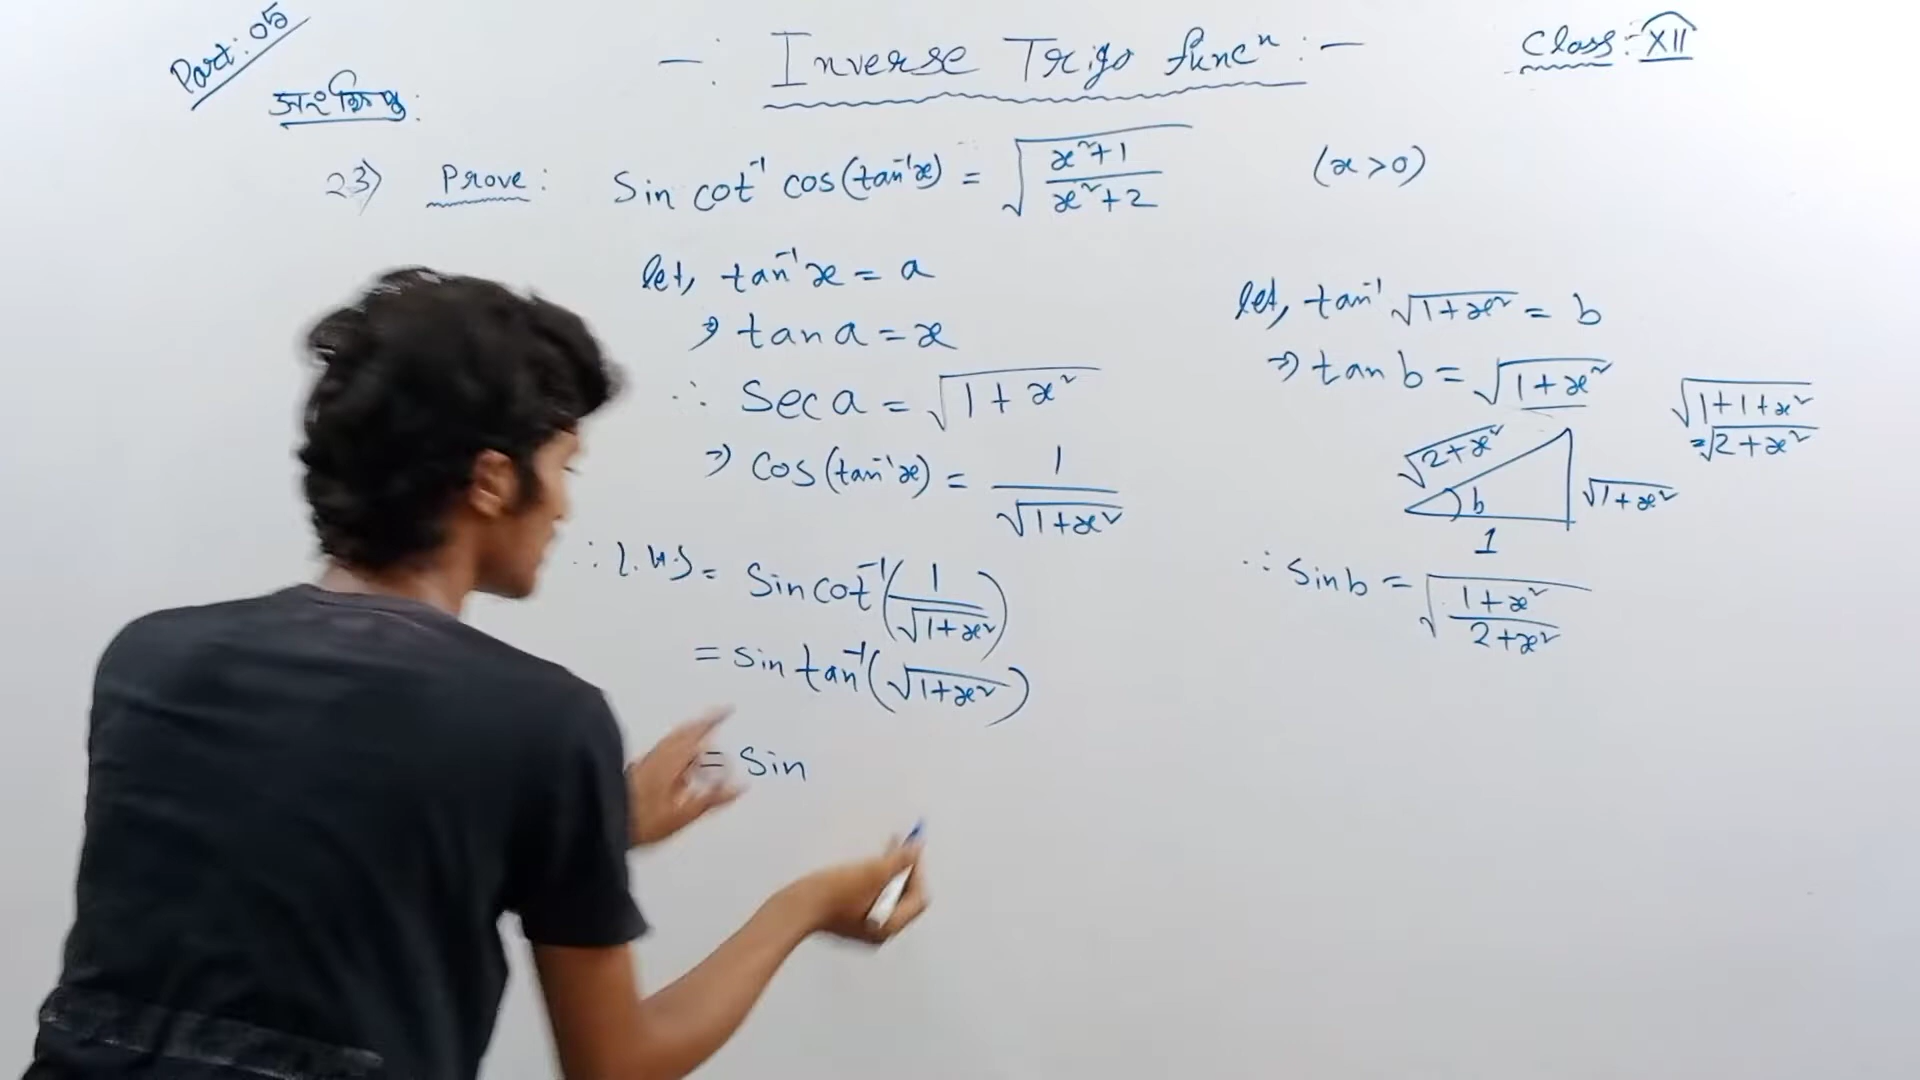 Part: 05
-: Inverse Trigo funcⁿ :-
Class:- XII
23) Prove: Sin cot⁻¹ cos(tan⁻¹x) = √((x²+1)/(x²+2)) (x>0)
let, tan⁻¹x = a
⇒ tan a = x
∴ Sec a = √(1+x²)
⇒ cos(tan⁻¹x) = 1/√(1+x²)
∴ L.H.S = Sin cot⁻¹(1/√(1+x²))
= sin tan⁻¹(√(1+x²))
= Sin
let, tan⁻¹ √(1+x²) = b
⇒ tan b = √(1+x²)
√(1+1+x²)
= √(2+x²)
√(2+x²)
b
√(1+x²)
1
∴ sin b = √((1+x²)/(2+x²))